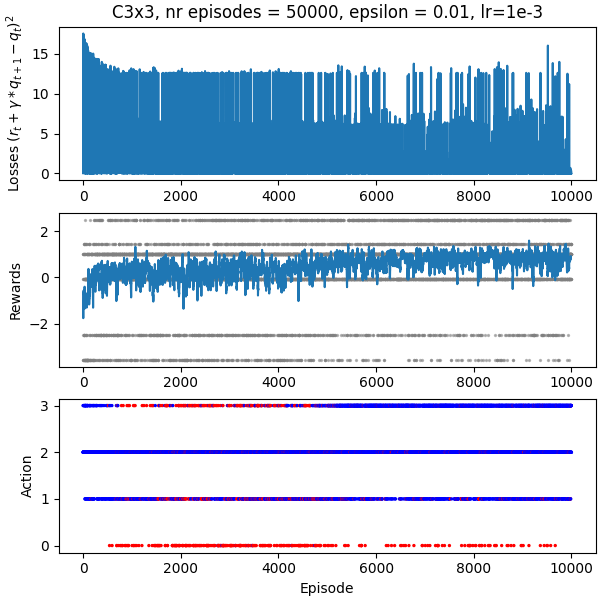 C3x3, nr episodes = 50000, epsilon = 0.01, lr=1e-3
Losses (r_t + γ * q_{t+1} − q_t)^2
15
10
5
0
0 2000 4000 6000 8000 10000
Rewards
2
0
−2
0 2000 4000 6000 8000 10000
Action
3
2
1
0
0 2000 4000 6000 8000 10000
Episode